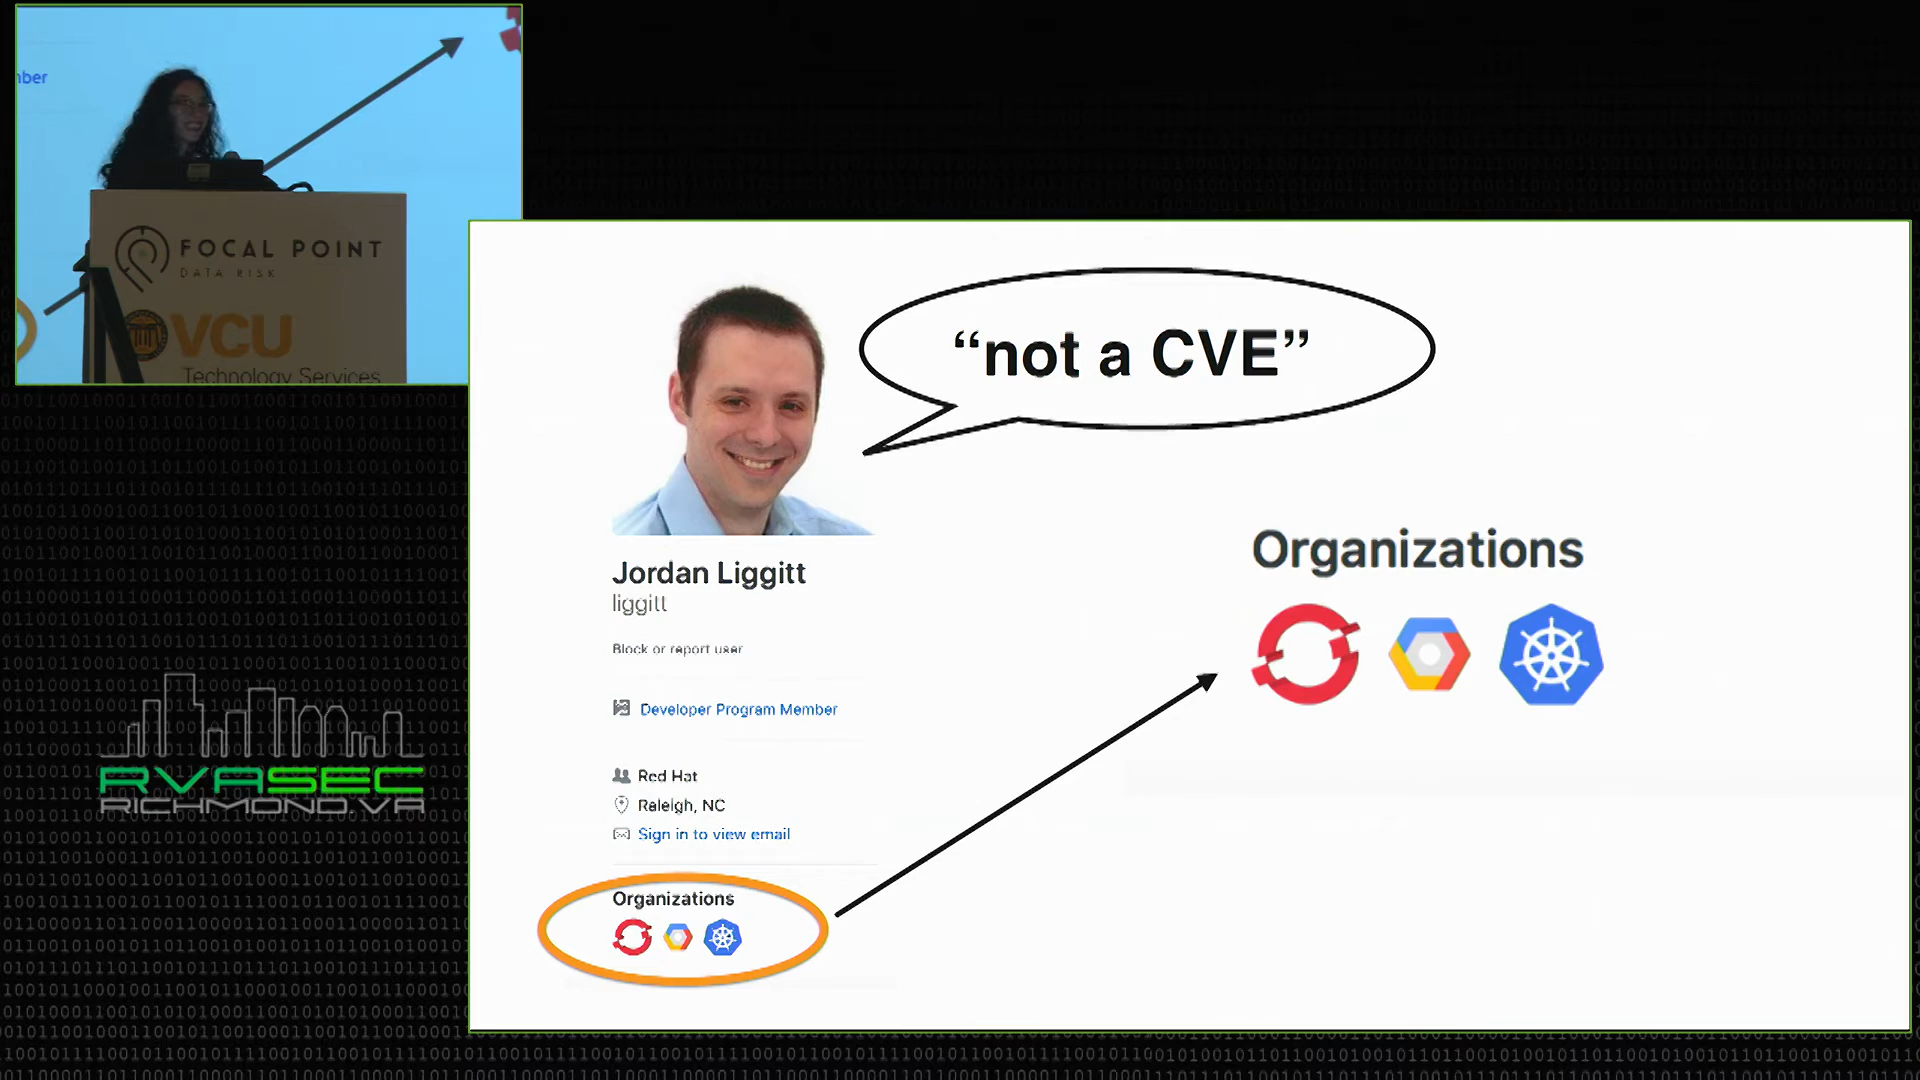 nber
FOCAL POINT
DATA RISK
VCU
Technology Services
“not a CVE”
Jordan Liggitt
liggitt
Block or report user
Developer Program Member
Red Hat
Raleigh, NC
Sign in to view email
Organizations
Organizations
RVASEC
RICHMOND.VA